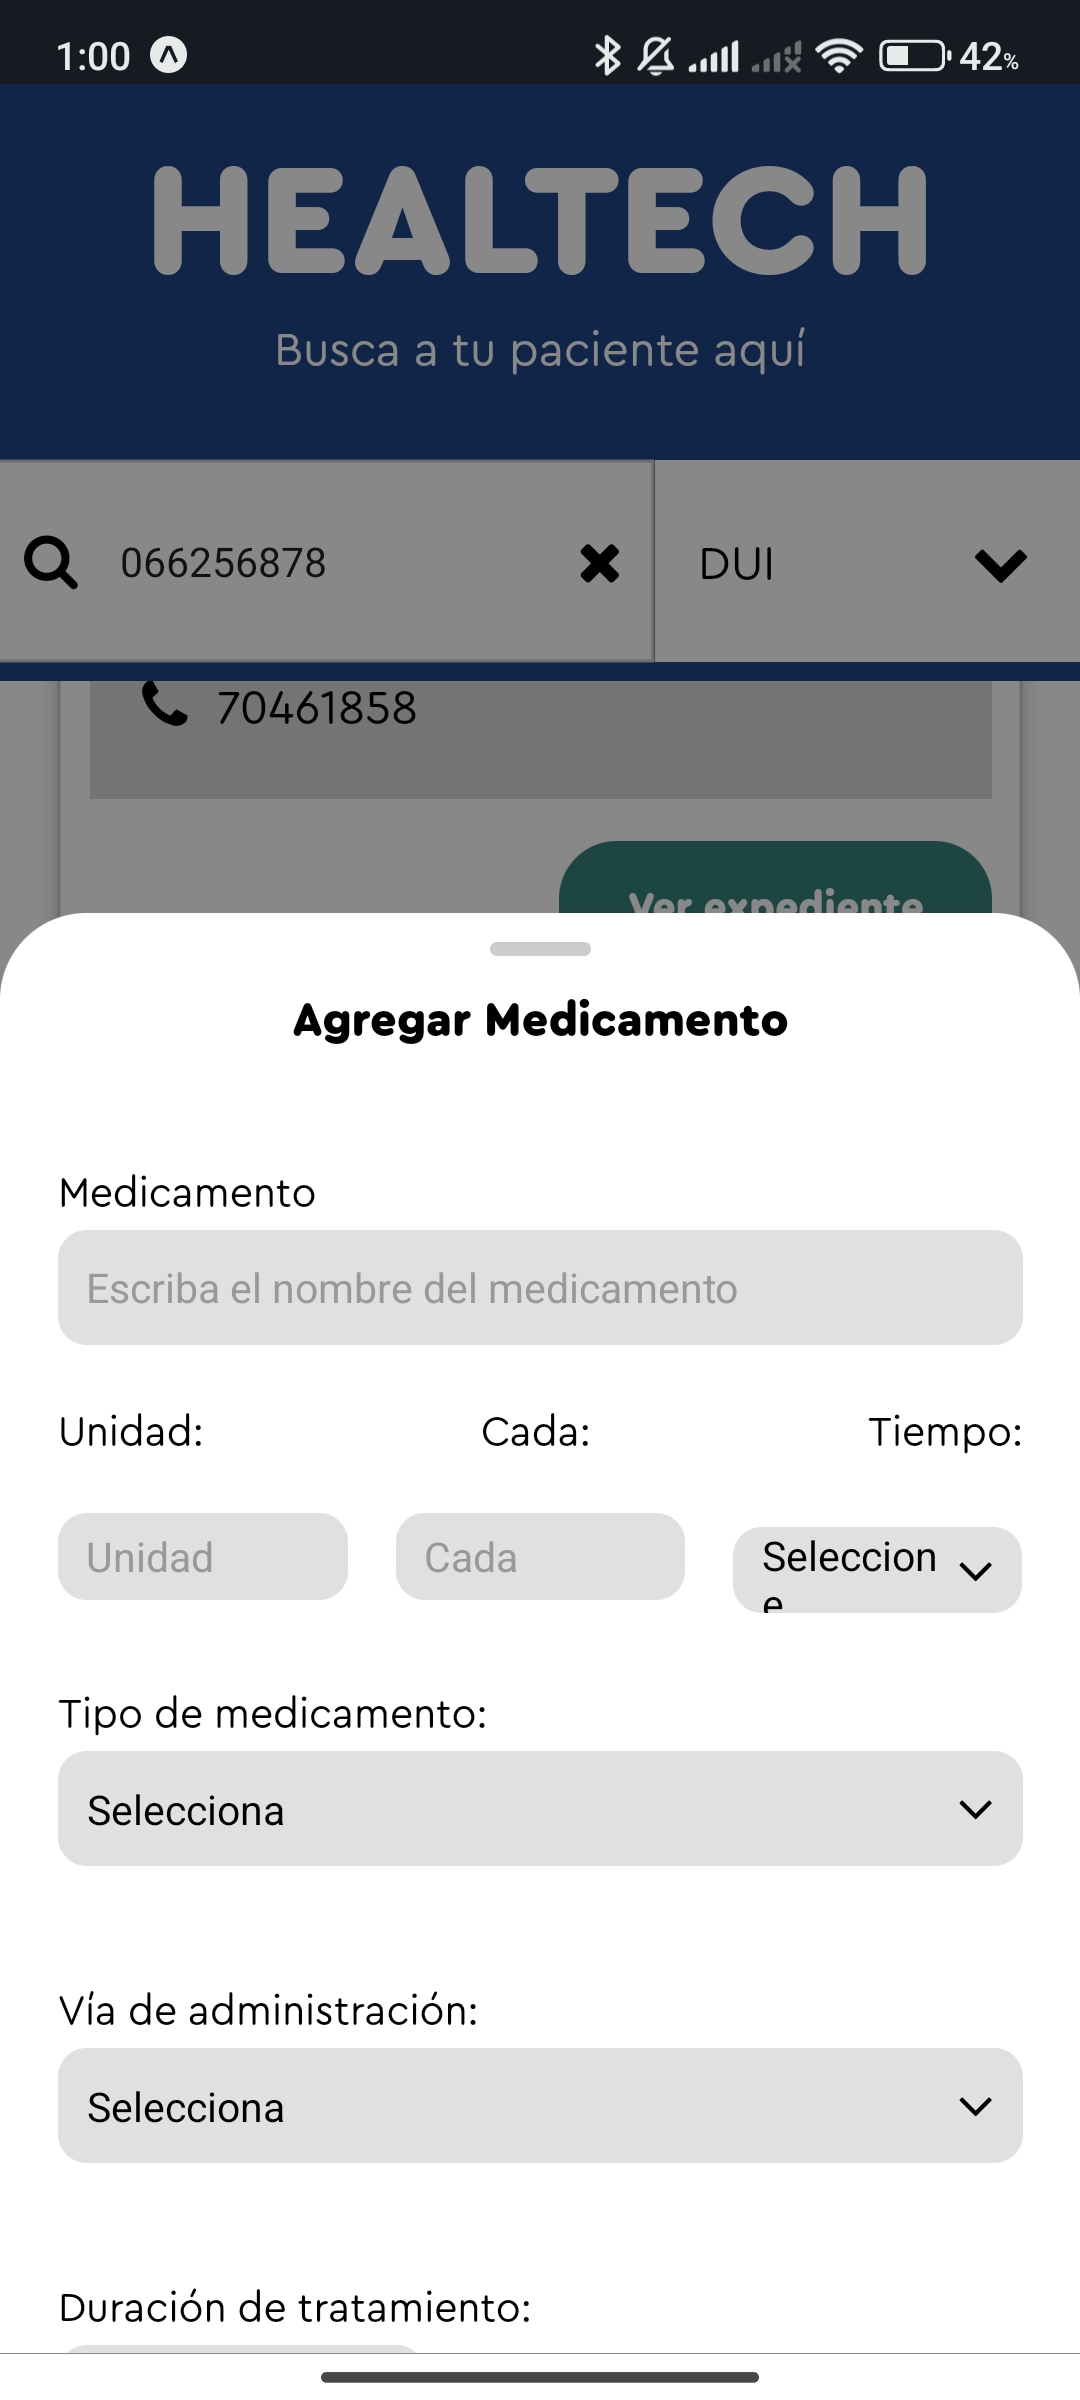 1:00
42%
HEALTECH
Busca a tu paciente aquí
066256878
DUI
70461858
Ver expediente
Agregar Medicamento
Medicamento
Escriba el nombre del medicamento
Unidad: Cada: Tiempo:
Unidad Cada Seleccion
e
Tipo de medicamento:
Selecciona
Vía de administración:
Selecciona
Duración de tratamiento: